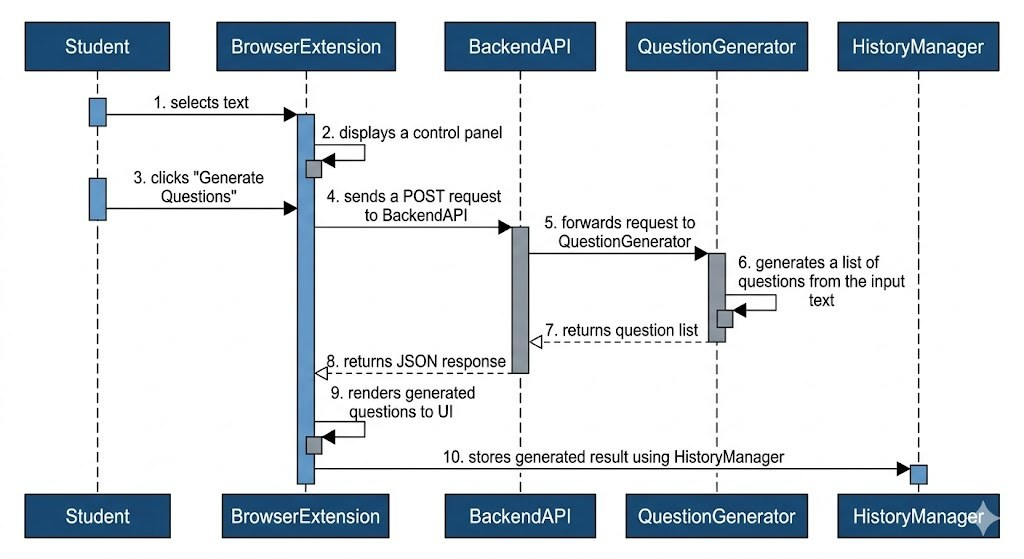 Student
BrowserExtension
BackendAPI
QuestionGenerator
HistoryManager
1. selects text
2. displays a control panel
3. clicks "Generate
Questions"
4. sends a POST request
to BackendAPI
5. forwards request to
QuestionGenerator
6. generates a list of
questions from the input
text
7. returns question list
8. returns JSON response
9. renders generated
questions to UI
10. stores generated result using HistoryManager
Student
BrowserExtension
BackendAPI
QuestionGenerator
HistoryManager